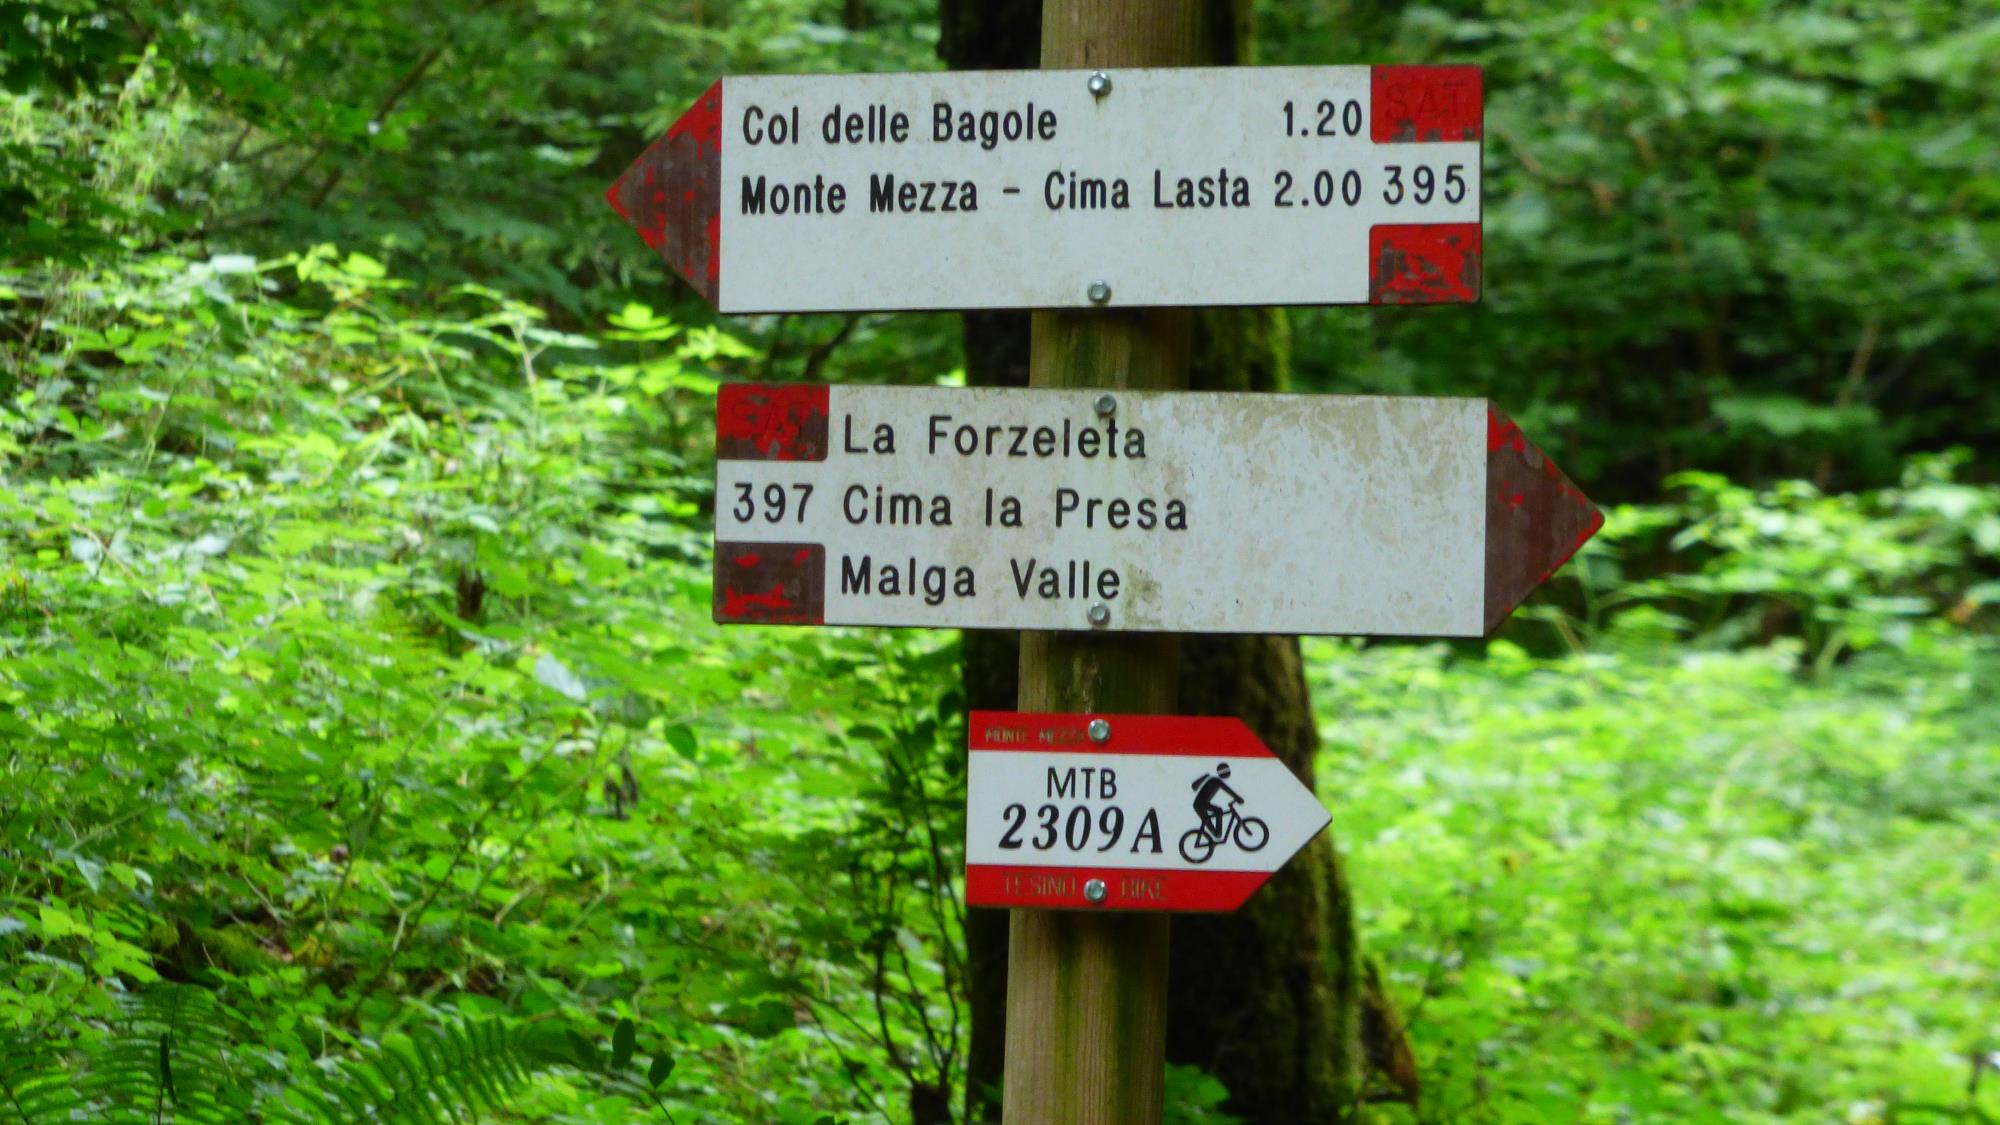 Col delle Bagole 1.20 SAT
Monte Mezza - Cima Lasta 2.00 395
SAT La Forzeleta
397 Cima la Presa
Malga Valle
MONTE MEZZA
MTB
2309A
TESINO BIKE